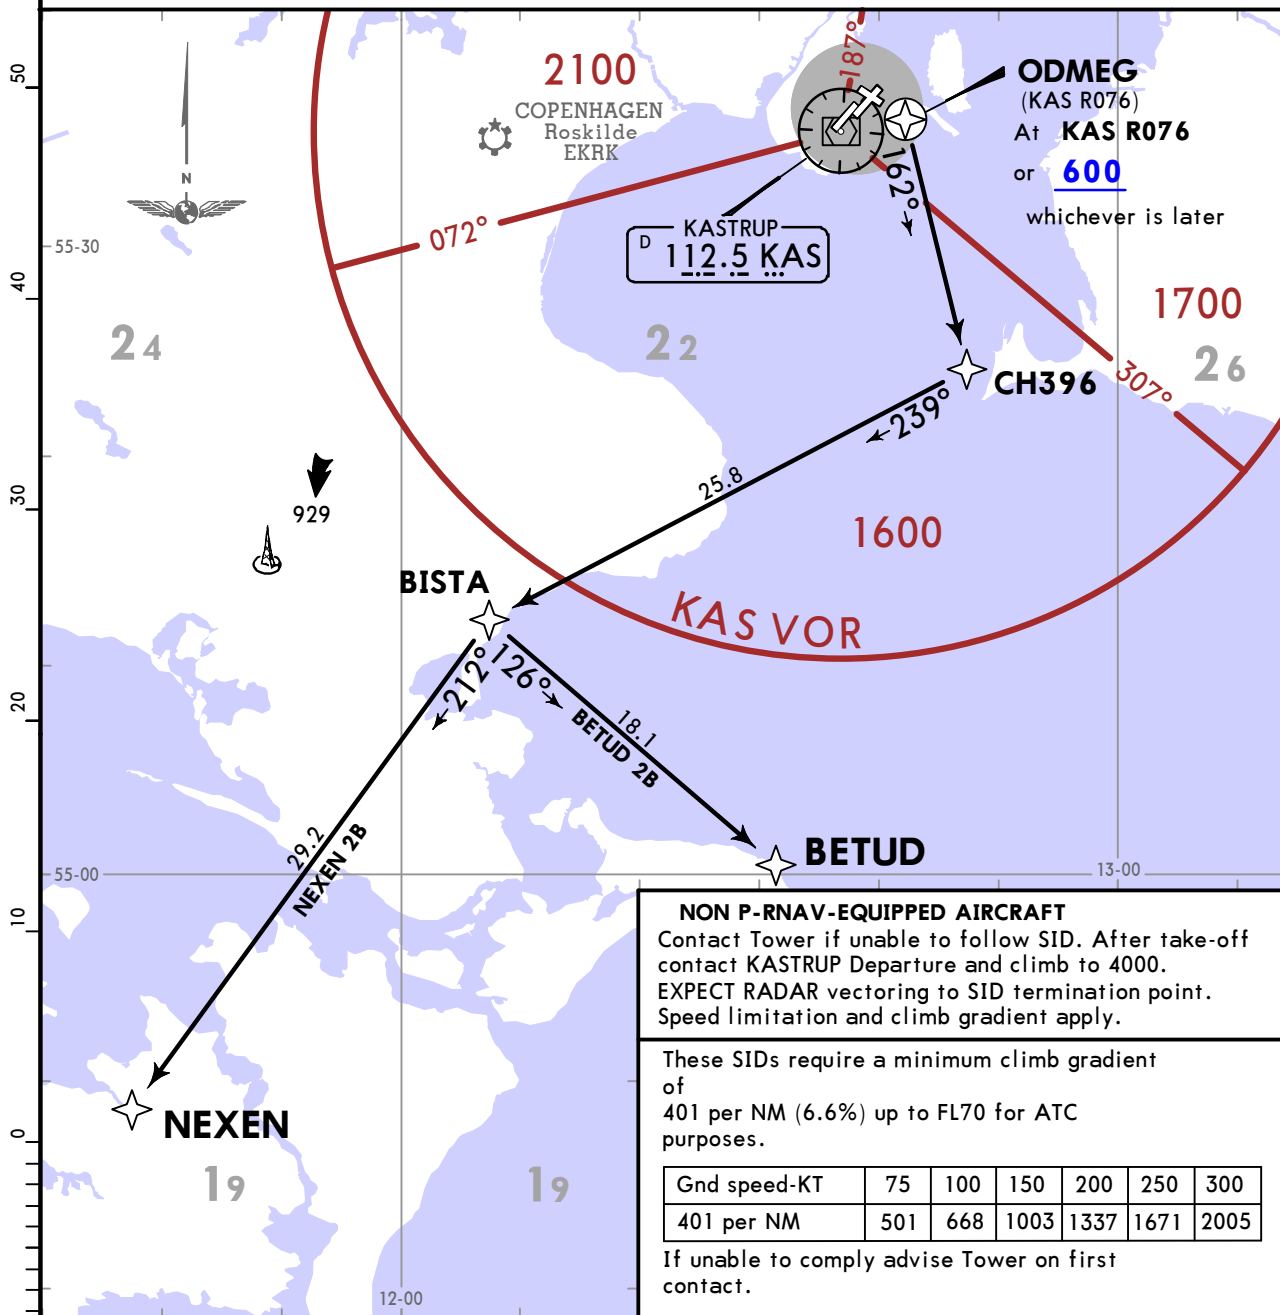 50
40
30
20
10
0
55-30
55-00
12-00
13-00
N
2100
COPENHAGEN
Roskilde
EKRK
187°
072°
307°
ODMEG
(KAS R076)
At KAS R076
or 600
whichever is later
KASTRUP
D 112.5 KAS
162°
1700
24
22
26
CH396
239°
25.8
929
1600
BISTA
KAS VOR
212°
126°
18.1
BETUD 2B
29.2
NEXEN 2B
BETUD
NEXEN
19
19
NON P-RNAV-EQUIPPED AIRCRAFT
Contact Tower if unable to follow SID. After take-off
contact KASTRUP Departure and climb to 4000.
EXPECT RADAR vectoring to SID termination point.
Speed limitation and climb gradient apply.
These SIDs require a minimum climb gradient
of
401 per NM (6.6%) up to FL70 for ATC
purposes.
Gnd speed-KT 75 100 150 200 250 300
401 per NM 501 668 1003 1337 1671 2005
If unable to comply advise Tower on first
contact.